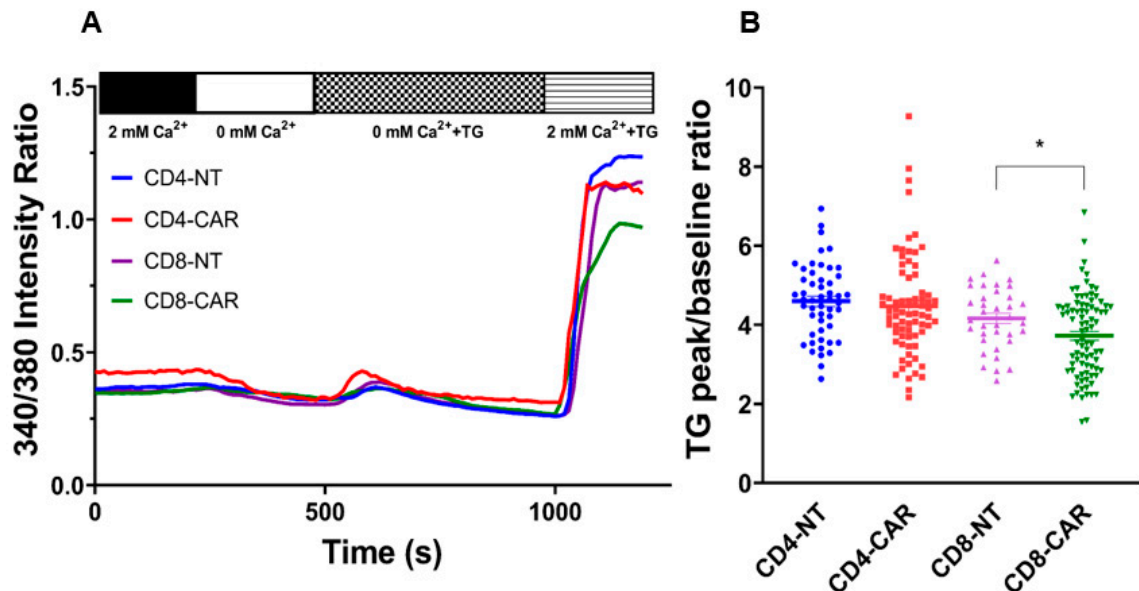 A
B
340/380 Intensity Ratio
1.5
1.0
0.5
0.0
2 mM Ca²⁺
0 mM Ca²⁺
0 mM Ca²⁺+TG
2 mM Ca²⁺+TG
CD4-NT
CD4-CAR
CD8-NT
CD8-CAR
0
500
1000
Time (s)
TG peak/baseline ratio
10
8
6
4
2
0
*
CD4-NT
CD4-CAR
CD8-NT
CD8-CAR